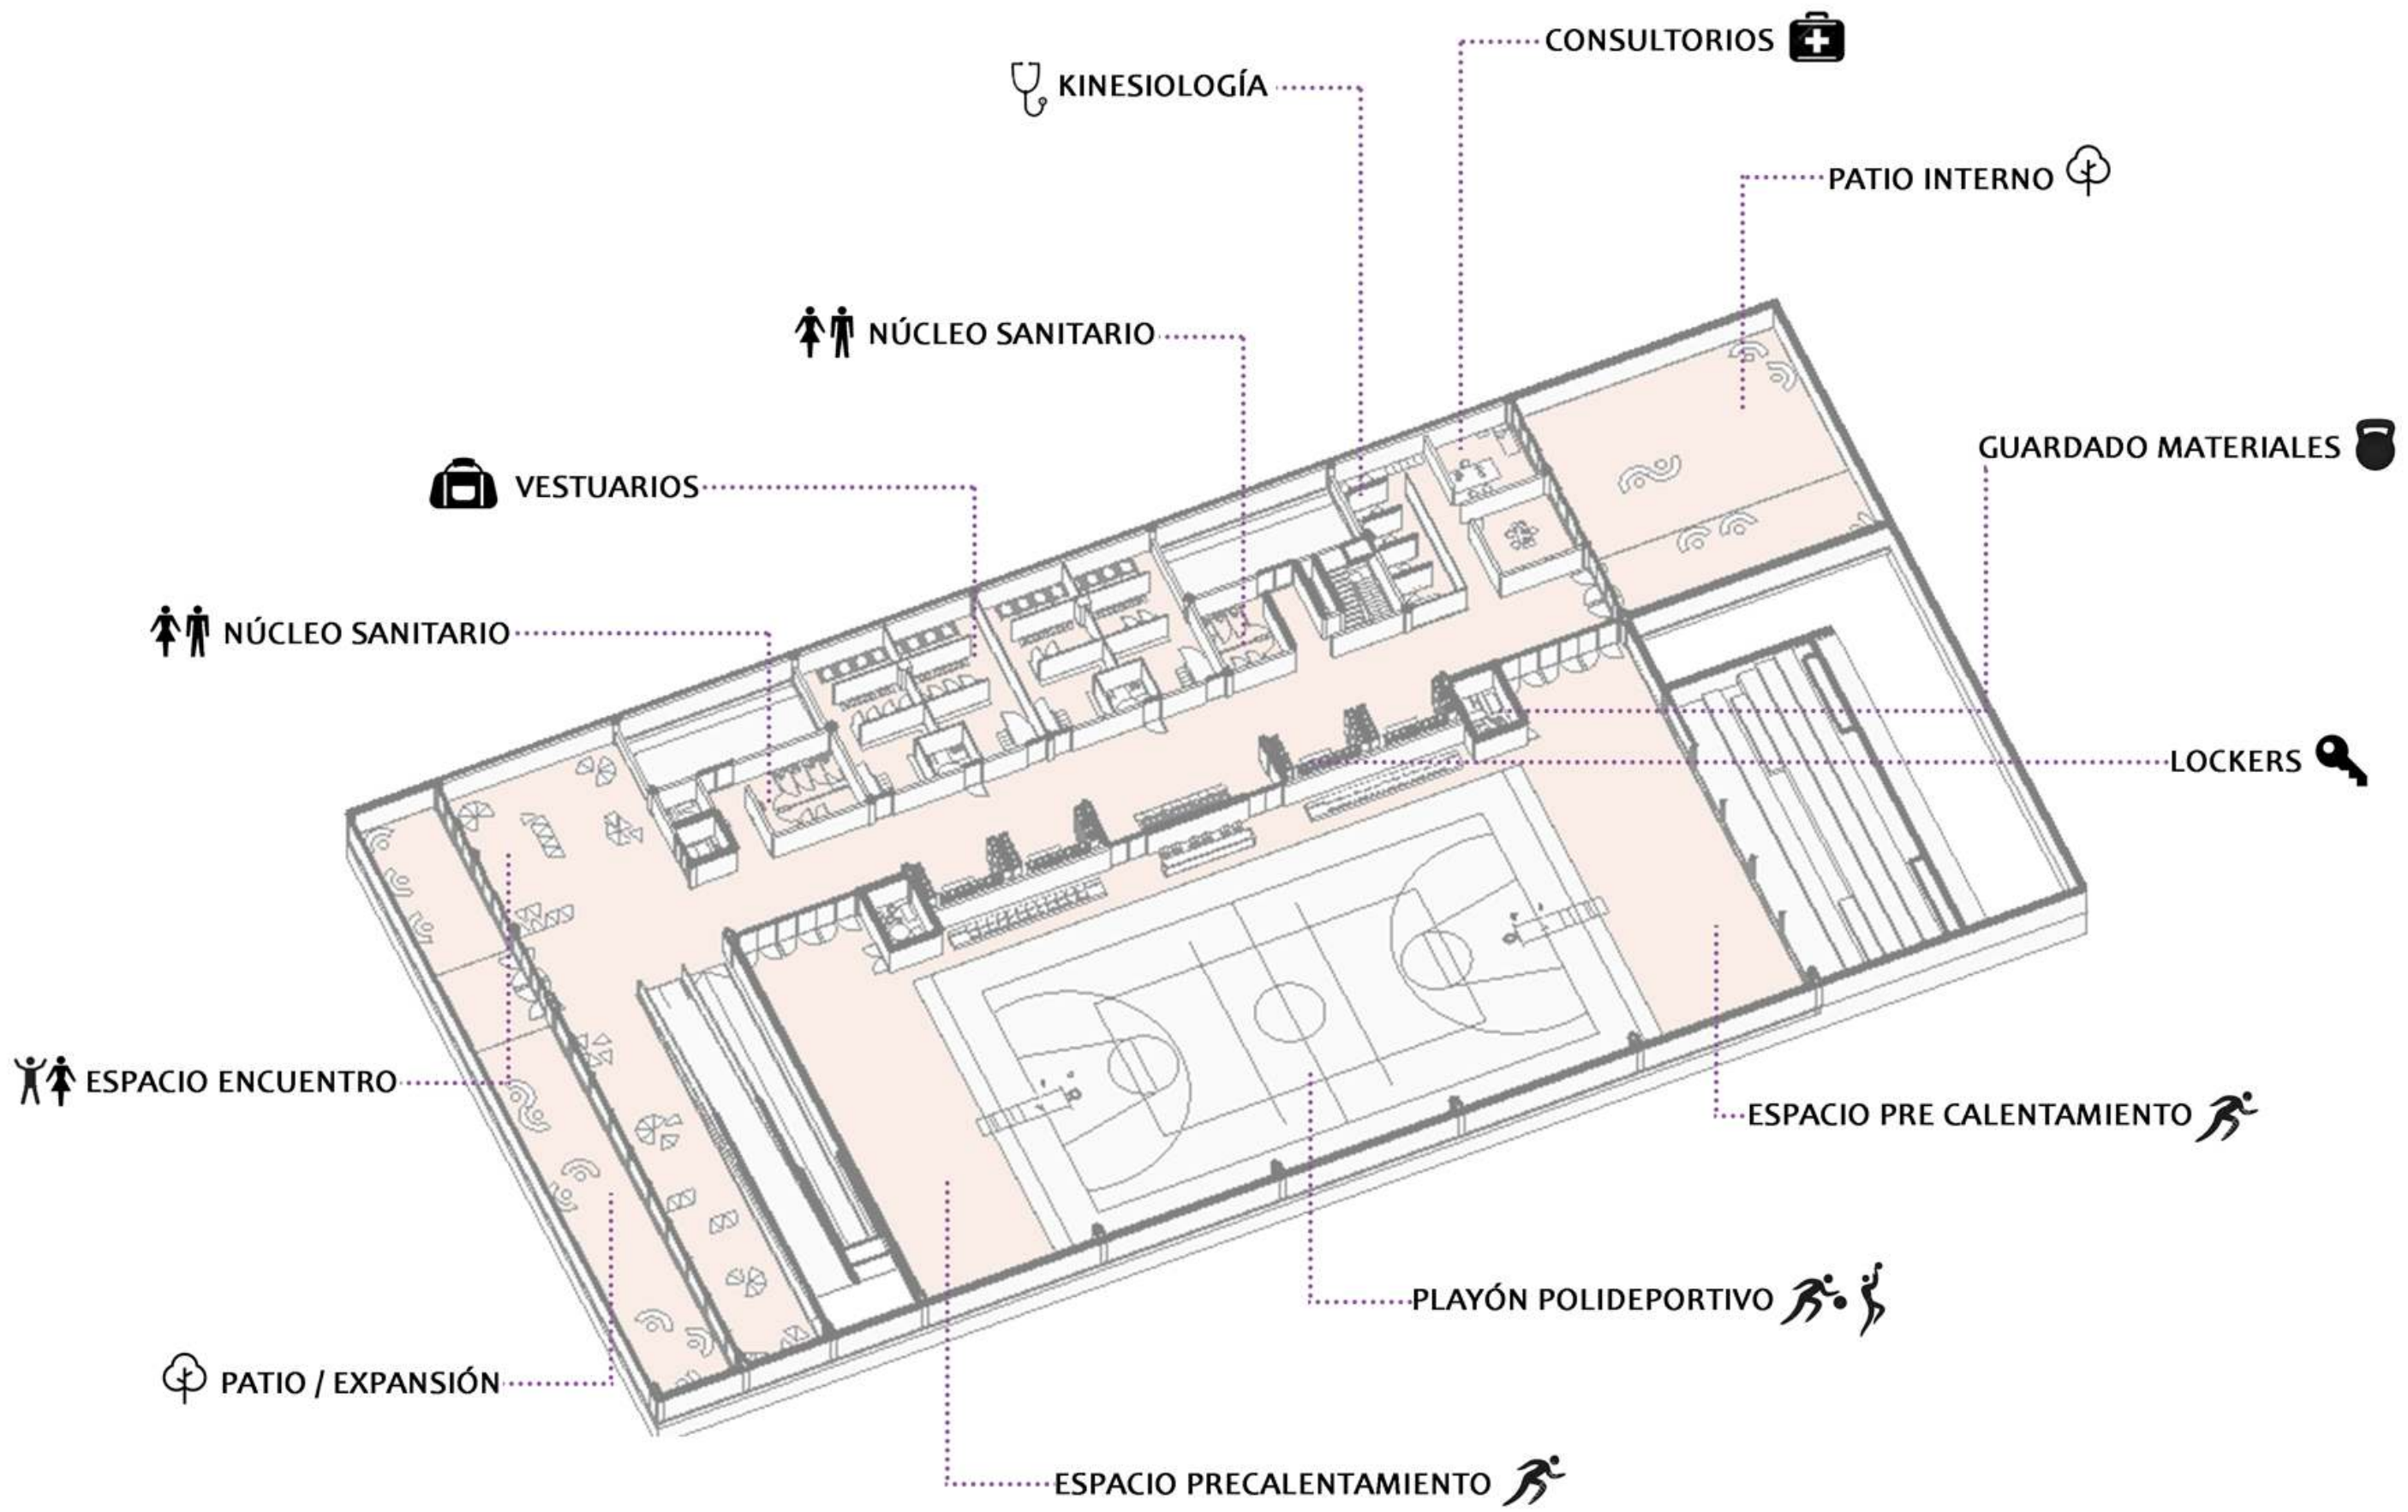 CONSULTORIOS
KINESIOLOGÍA
PATIO INTERNO
NÚCLEO SANITARIO
GUARDADO MATERIALES
VESTUARIOS
NÚCLEO SANITARIO
LOCKERS
ESPACIO ENCUENTRO
ESPACIO PRE CALENTAMIENTO
PLAYÓN POLIDEPORTIVO
PATIO / EXPANSIÓN
ESPACIO PRECALENTAMIENTO